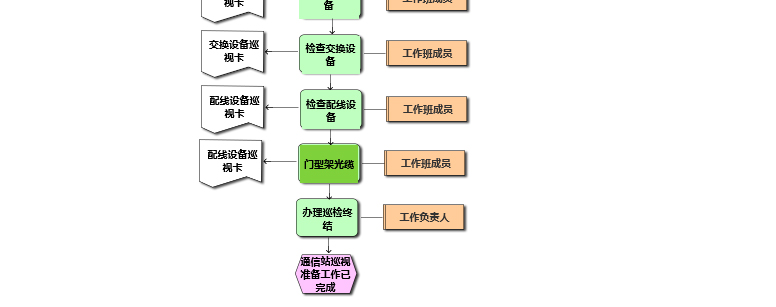 视卡
备
工作班成员
交换设备巡
视卡
检查交换设
备
工作班成员
配线设备巡
视卡
检查配线设
备
工作班成员
配线设备巡
视卡
门型架光缆
工作班成员
办理巡检终
结
工作负责人
通信站巡视
准备工作已
完成